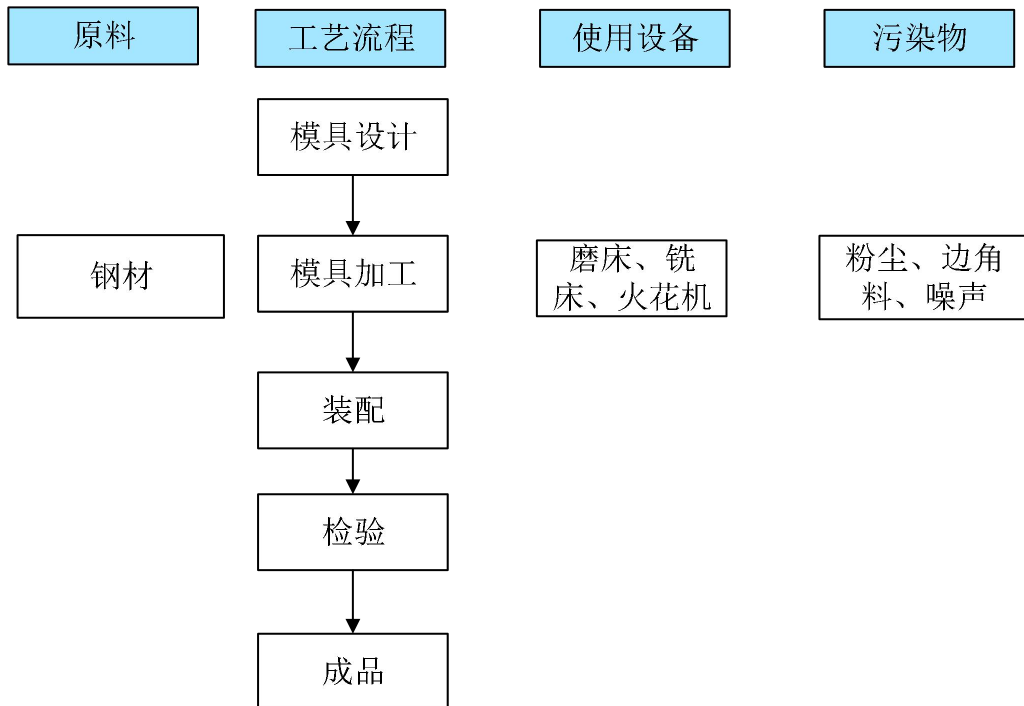 原料
工艺流程
使用设备
污染物
模具设计
钢材
模具加工
磨床、铣
床、火花机
粉尘、边角
料、噪声
装配
检验
成品